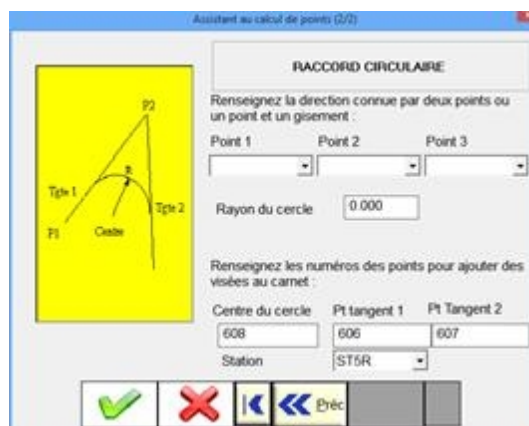 Assistant au calcul de points (2/2)
RACCORD CIRCULAIRE
Renseignez la direction connue par deux points ou
un point et un gisement :
Point 1 Point 2 Point 3
Rayon du cercle 0.000
Renseignez les numéros des points pour ajouter des
visées au carnet :
Centre du cercle Pt tangent 1 Pt Tangent 2
608 606 607
Station ST5R
Préc
P2
R
Tgte 1
Tgte 2
P1
Centre